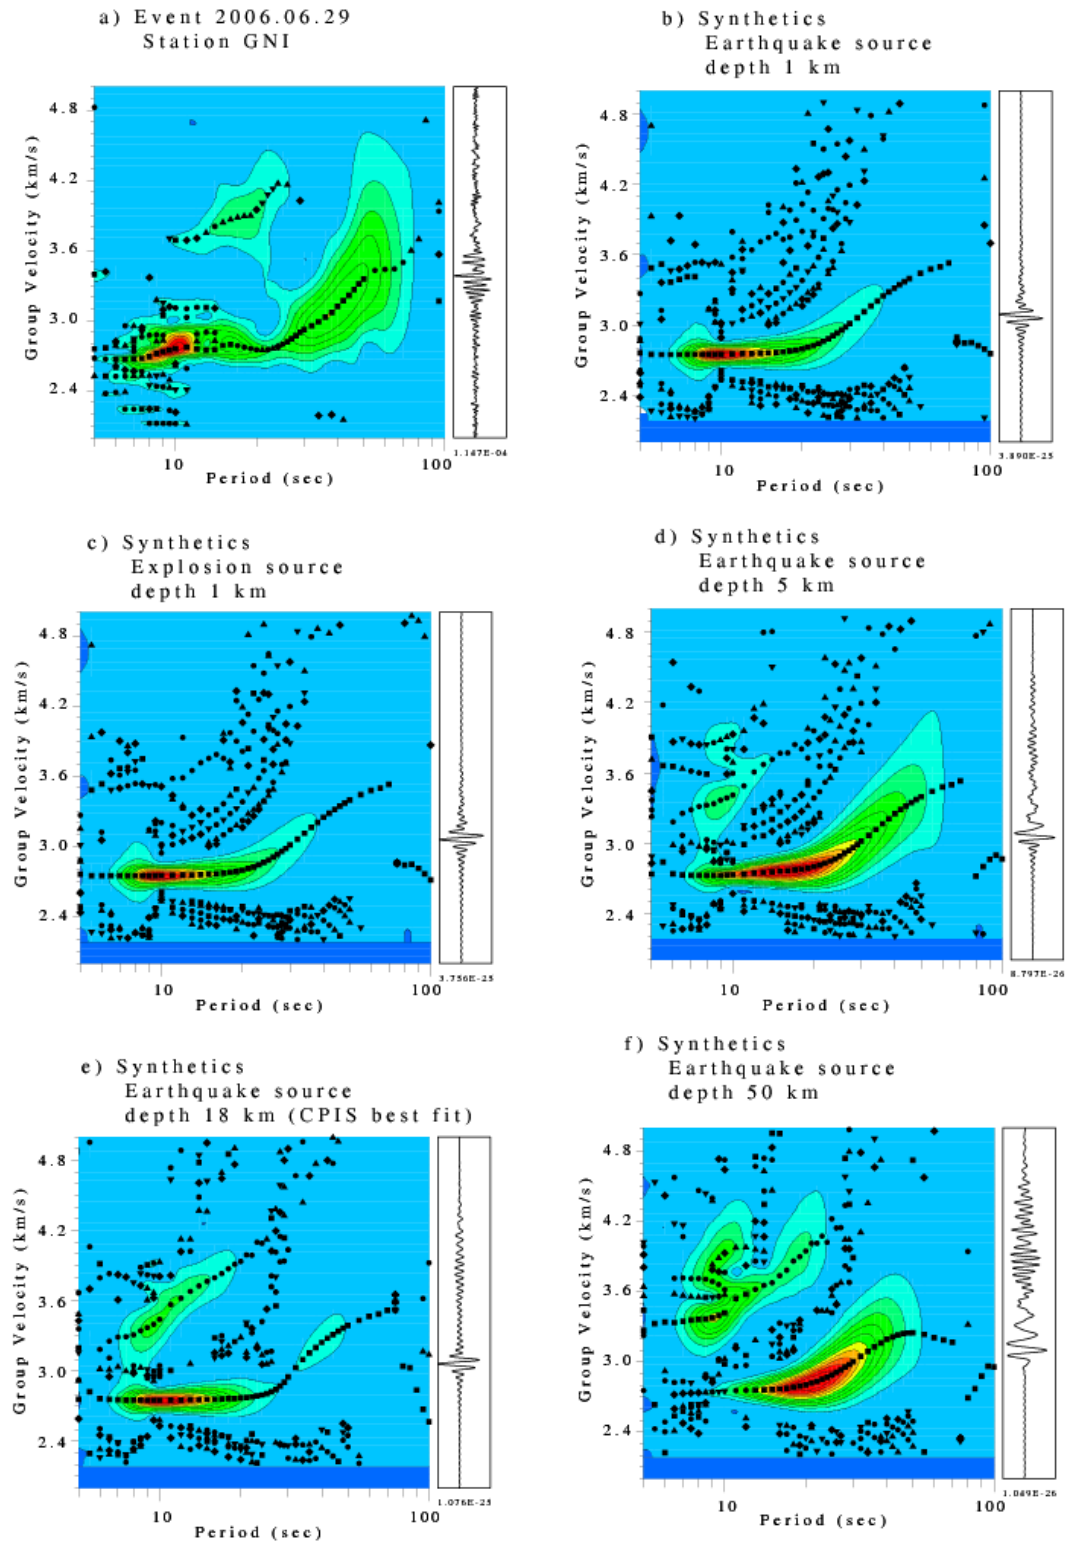 a) Event 2006.06.29
Station GNI
4.8
4.2
3.6
3.0
2.4
Group Velocity (km/s)
10
100
Period (sec)
1.147E-04
b) Synthetics
Earthquake source
depth 1 km
4.8
4.2
3.6
3.0
2.4
Group Velocity (km/s)
10
100
Period (sec)
3.890E-25
c) Synthetics
Explosion source
depth 1 km
4.8
4.2
3.6
3.0
2.4
Group Velocity (km/s)
10
100
Period (sec)
3.756E-25
d) Synthetics
Earthquake source
depth 5 km
4.8
4.2
3.6
3.0
2.4
Group Velocity (km/s)
10
100
Period (sec)
8.797E-26
e) Synthetics
Earthquake source
depth 18 km (CPIS best fit)
4.8
4.2
3.6
3.0
2.4
Group Velocity (km/s)
10
100
Period (sec)
1.076E-25
f) Synthetics
Earthquake source
depth 50 km
4.8
4.2
3.6
3.0
2.4
Group Velocity (km/s)
10
100
Period (sec)
1.049E-26